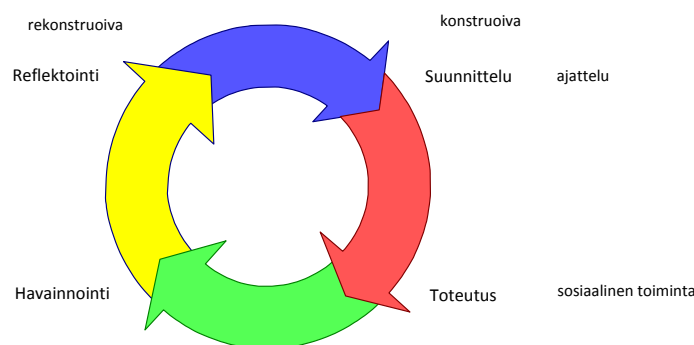 rekonstruoiva
konstruoiva
Reflektointi
Suunnittelu
ajattelu
Havainnointi
Toteutus
sosiaalinen toiminta